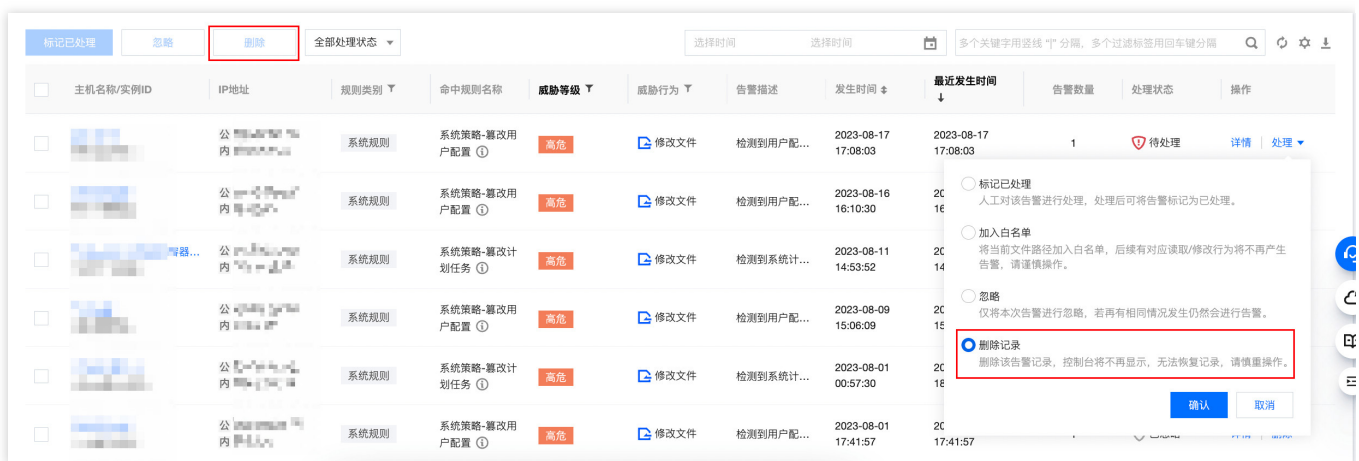 标记已处理 忽略 删除 全部处理状态 选择时间 选择时间 多个关键字用竖线 "|" 分隔，多个过滤标签用回车键分隔
主机名称/实例ID IP地址 规则类别 命中规则名称 威胁等级 威胁行为 告警描述 发生时间 最近发生时间 告警数量 处理状态 操作
公
内
系统规则
系统策略-篡改用
户配置
高危
修改文件
检测到用户配...
2023-08-17
17:08:03
2023-08-17
17:08:03
1
待处理
详情 处理
公
内
系统规则
系统策略-篡改用
户配置
高危
修改文件
检测到用户配...
2023-08-16
16:10:30
20
16
公
内
系统规则
系统策略-篡改计
划任务
高危
修改文件
检测到系统计...
2023-08-11
14:53:52
20
14
公
内
系统规则
系统策略-篡改用
户配置
高危
修改文件
检测到用户配...
2023-08-09
15:06:09
20
15
公
内
系统规则
系统策略-篡改计
划任务
高危
修改文件
检测到系统计...
2023-08-01
00:57:30
20
18
公
内
系统规则
系统策略-篡改用
户配置
高危
修改文件
检测到用户配...
2023-08-01
17:41:57
20
17:41:57
标记已处理
人工对该告警进行处理，处理后可将告警标记为已处理。
加入白名单
将当前文件路径加入白名单，后续有对应读取/修改行为将不再产生
告警，请谨慎操作。
忽略
仅将本次告警进行忽略，若再有相同情况发生仍然会进行告警。
删除记录
删除该告警记录，控制台将不再显示，无法恢复记录，请慎重操作。
确认 取消